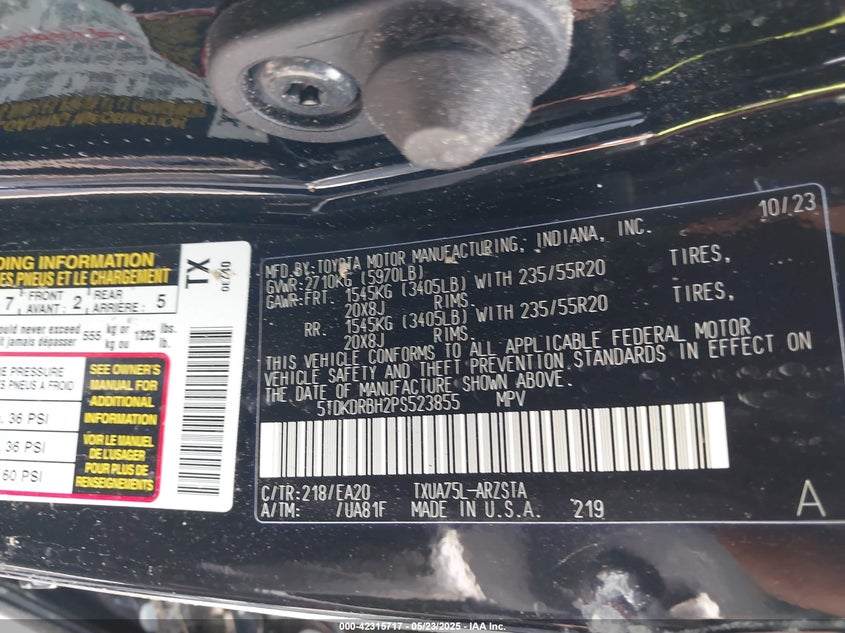 DING INFORMATION
ES PNEUS ET LE CHARGEMENT
7 FRONT AVANT: 2 REAR ARRIÈRE: 5
ould never exceed 555 kg or 1225 lbs.
it jamais dépasser kg ou lb.
E PRESSURE
S PNEUS A FROID
36 PSI
36 PSI
60 PSI
SEE OWNER'S
MANUAL FOR
ADDITIONAL
INFORMATION
VOIR LE MANUEL
DE L'USAGER
POUR PLUS DE
RENSEIGNEMENTS
TX
0E740
10/23
MFD.BY:TOYOTA MOTOR MANUFACTURING, INDIANA, INC.
GVWR:2710KG (5970LB)
GAWR:FRT. 1545KG (3405LB) WITH 235/55R20 TIRES,
20X8J RIMS.
RR. 1545KG (3405LB) WITH 235/55R20 TIRES,
20X8J RIMS.
THIS VEHICLE CONFORMS TO ALL APPLICABLE FEDERAL MOTOR
VEHICLE SAFETY AND THEFT PREVENTION STANDARDS IN EFFECT ON
THE DATE OF MANUFACTURE SHOWN ABOVE.
5TDKDRBH2PS523855 MPV
C/TR:218/EA20 TXUA75L-ARZSTA
A/TM: /UA81F MADE IN U.S.A. 219
A
000-42315717 - 05/23/2025 - IAA Inc.